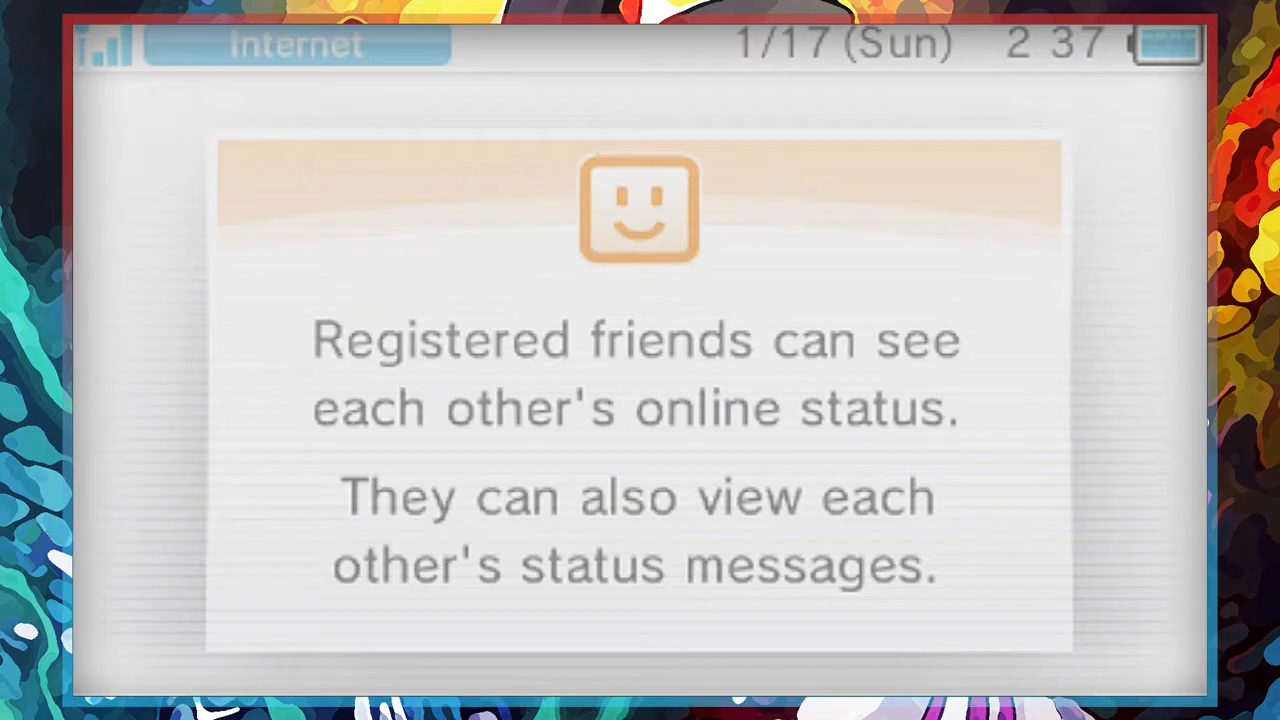 Internet
1/17 (Sun)
2 37
Registered friends can see
each other's online status.
They can also view each
other's status messages.